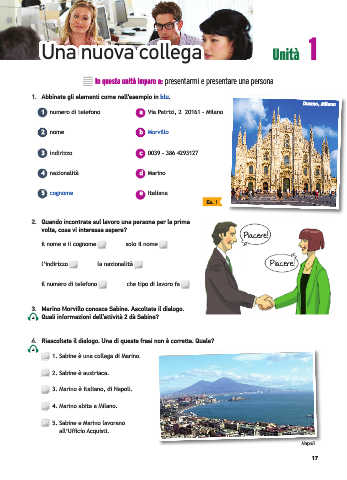 Una nuova collega
Unità 1
In questa unità imparo a: presentarmi e presentare una persona
1. Abbinate gli elementi come nell'esempio in blu.
1 numero di telefono
a Via Petrici, 2 20161 - Milano
2 nome
b Morvillo
3 indirizzo
c 0039 - 386 4293127
4 nazionalità
d Marino
5 cognome
e Italiana
Duomo, Milano
Es. 1
2. Quando incontrate sul lavoro una persona per la prima
volta, cosa vi interessa sapere?
il nome e il cognome
solo il nome
l'indirizzo
la nazionalità
il numero di telefono
che tipo di lavoro fa
Piacere!
Piacere!
3. Marino Morvillo conosce Sabine. Ascoltate il dialogo.
Quali informazioni dell'attività 2 dà Sabine?
4. Riascoltate il dialogo. Una di queste frasi non è corretta. Quale?
1. Sabine è una collega di Marino.
2. Sabine è austriaca.
3. Marino è italiano, di Napoli.
4. Marino abita a Milano.
5. Sabine e Marino lavorano
all'Ufficio Acquisti.
Napoli
17